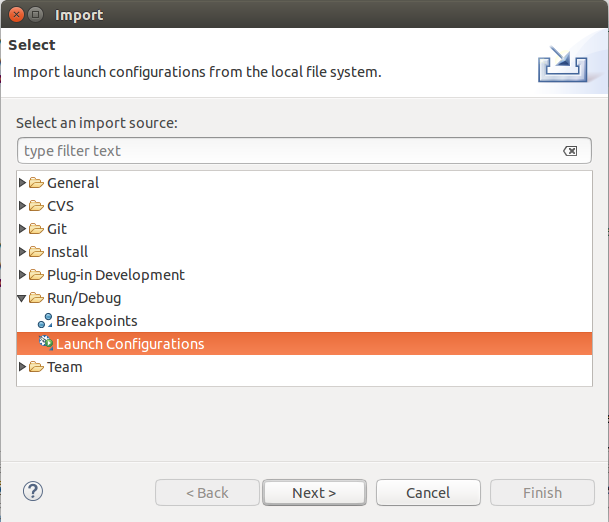 Import
Select
Import launch configurations from the local file system.
Select an import source:
type filter text
General
CVS
Git
Install
Plug-in Development
Run/Debug
Breakpoints
Launch Configurations
Team
?
< Back
Next >
Cancel
Finish